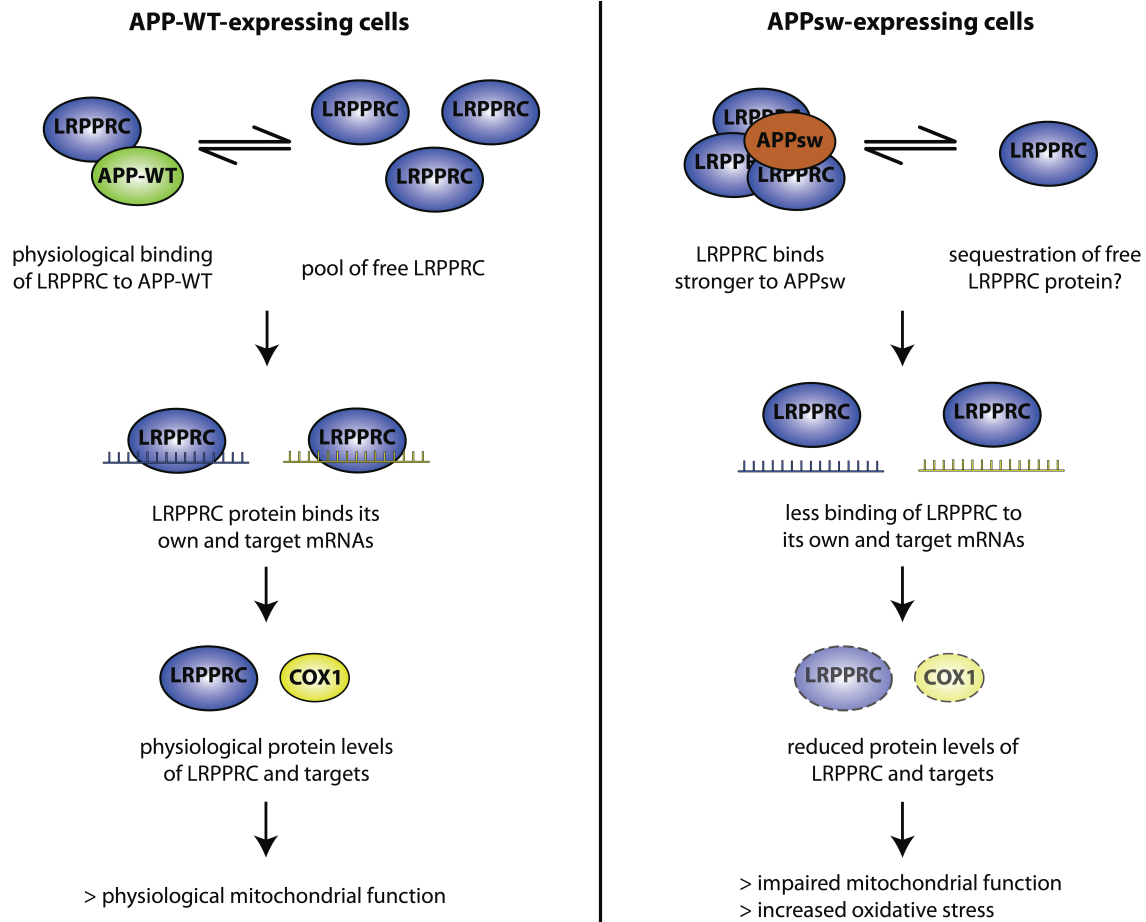 APP-WT-expressing cells
LRPPRC
APP-WT
LRPPRC
LRPPRC
LRPPRC
physiological binding
of LRPPRC to APP-WT
pool of free LRPPRC
LRPPRC
LRPPRC
LRPPRC protein binds its
own and target mRNAs
LRPPRC
COX1
physiological protein levels
of LRPPRC and targets
> physiological mitochondrial function
APPsw-expressing cells
LRPPRC
APPsw
LRPPRC
LRPPRC
LRPPRC
LRPPRC binds
stronger to APPsw
sequestration of free
LRPPRC protein?
LRPPRC
LRPPRC
less binding of LRPPRC to
its own and target mRNAs
LRPPRC
COX1
reduced protein levels of
LRPPRC and targets
> impaired mitochondrial function
> increased oxidative stress